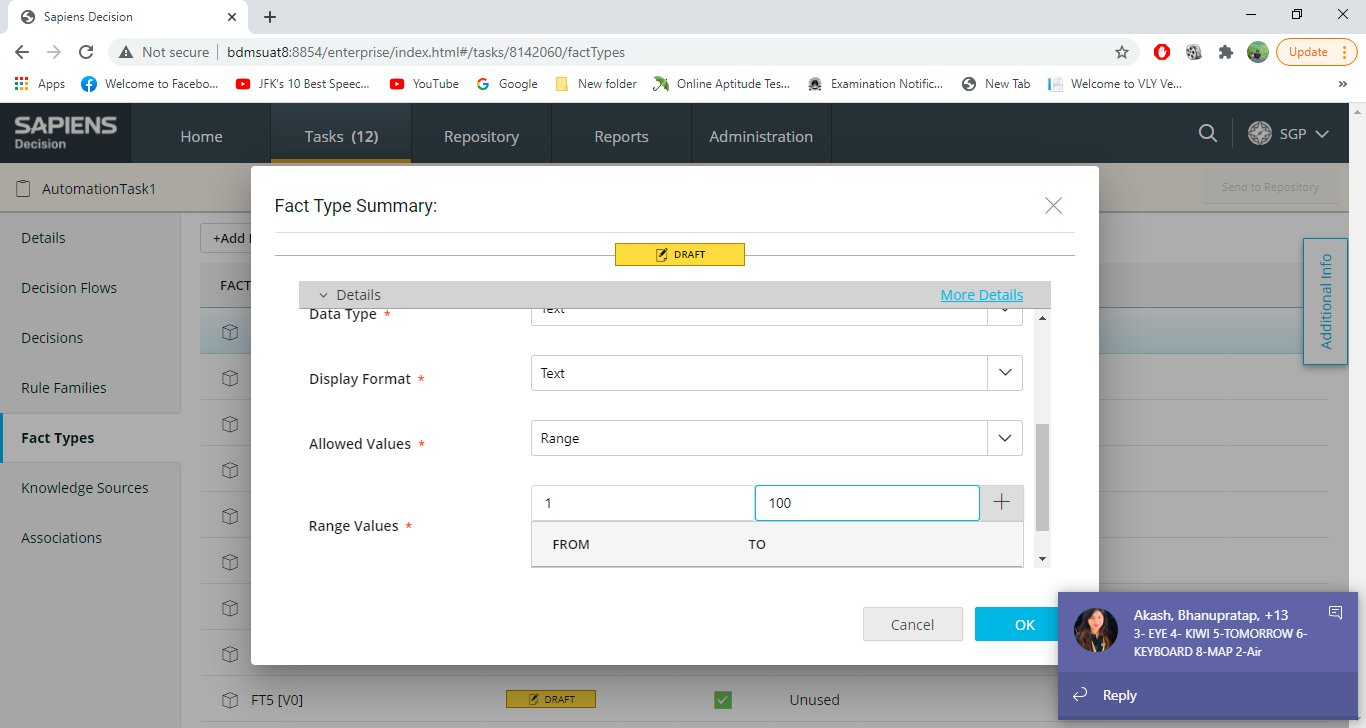 Sapiens Decision
Not secure
bdmsuat8:8854/enterprise/index.html#/tasks/8142060/factTypes
Update
Apps
Welcome to Facebo...
JFK's 10 Best Speec...
YouTube
Google
New folder
Online Aptitude Tes...
Examination Notific...
New Tab
Welcome to VLY Ve...
»
SAPIENS
Decision
Home
Tasks (12)
Repository
Reports
Administration
SGP
AutomationTask1
Send to Repository
Details
Decision Flows
Decisions
Rule Families
Fact Types
Knowledge Sources
Associations
+Add
FACT
Additional Info
Fact Type Summary:
DRAFT
Details
More Details
Data Type *
Text
Display Format *
Text
Allowed Values *
Range
Range Values *
1
100
+
FROM
TO
Cancel
OK
FT5 [V0]
DRAFT
Unused
Akash, Bhanupratap, +13
3- EYE 4- KIWI 5-TOMORROW 6-
KEYBOARD 8-MAP 2-Air
Reply